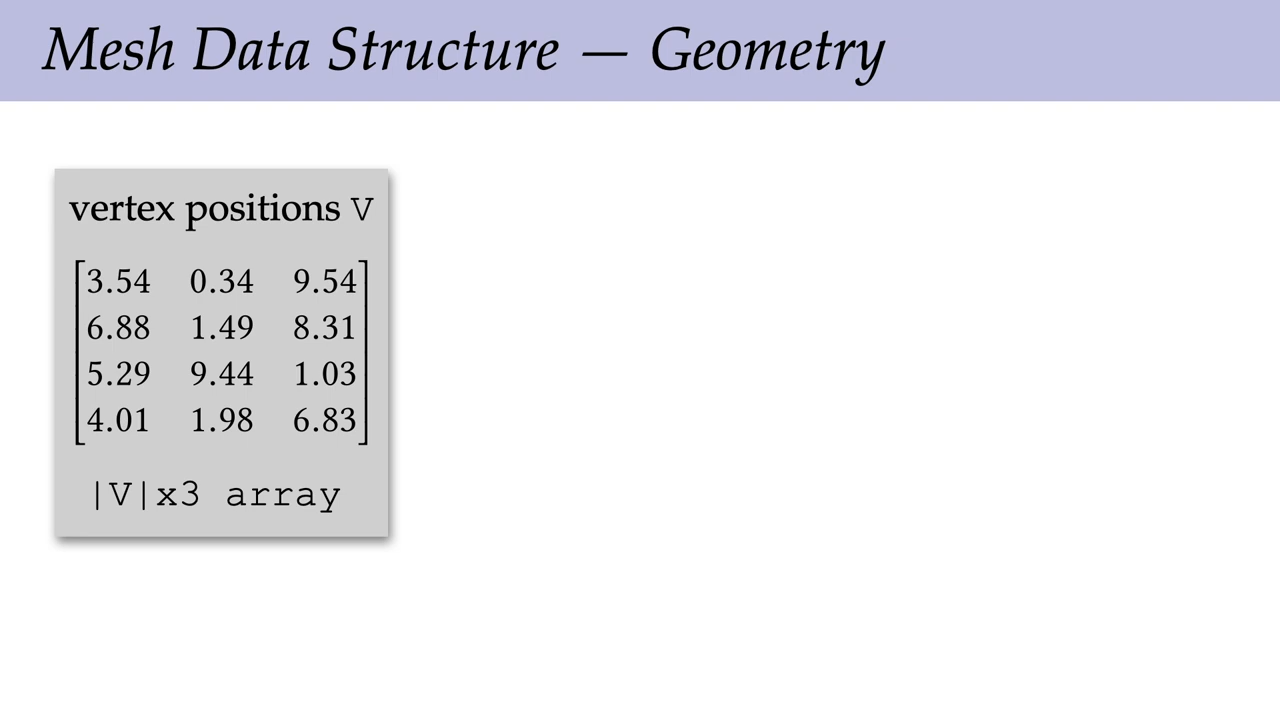 Mesh Data Structure — Geometry
vertex positions V
3.54 0.34 9.54
6.88 1.49 8.31
5.29 9.44 1.03
4.01 1.98 6.83
|V|x3 array